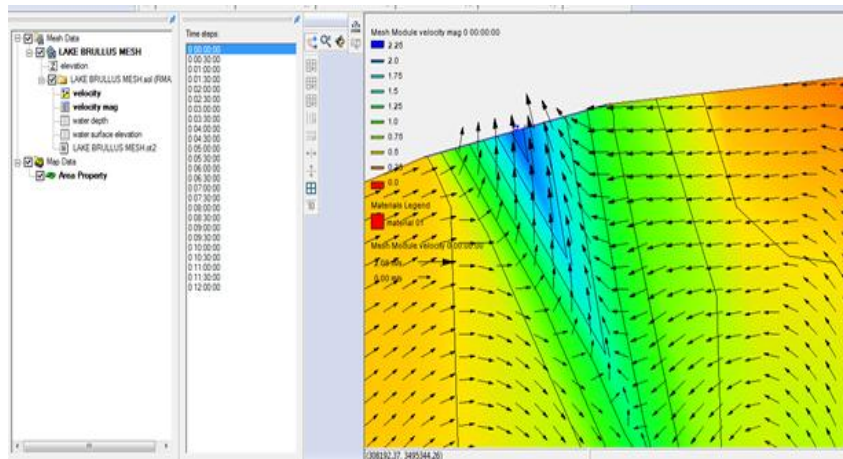 Mesh Data
LAKE BRULLUS MESH
elevation
LAKE BRULLUS MESH.sol (RMA
velocity
velocity mag
water depth
water surface elevation
LAKE BRULLUS MESH.st2
Map Data
Area Property
Time steps:
0 00:00:00
0 00:30:00
0 01:00:00
0 01:30:00
0 02:00:00
0 02:30:00
0 03:00:00
0 03:30:00
0 04:00:00
0 04:30:00
0 05:00:00
0 05:30:00
0 06:00:00
0 06:30:00
0 07:00:00
0 07:30:00
0 08:00:00
0 08:30:00
0 09:00:00
0 09:30:00
0 10:00:00
0 10:30:00
0 11:00:00
0 11:30:00
0 12:00:00
Mesh Module velocity mag 0 00:00:00
2.25
2.0
1.75
1.5
1.25
1.0
0.75
0.5
0.25
0.0
Materials Legend
material 01
Mesh Module velocity 0 00:00:00
2.00 m/s
0.00 m/s
(308192.37, 3495344.26)